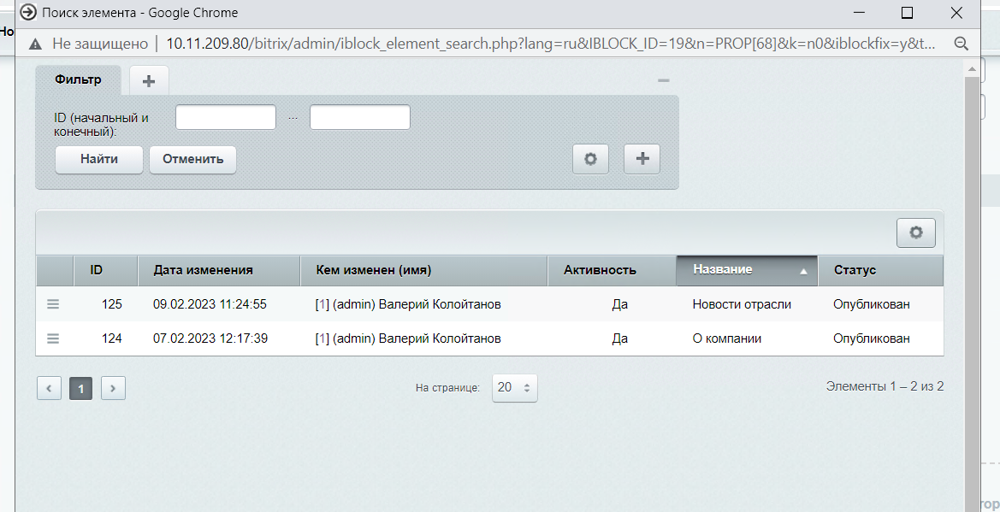 Поиск элемента - Google Chrome
Но
Не защищено | 10.11.209.80/bitrix/admin/iblock_element_search.php?lang=ru&IBLOCK_ID=19&n=PROP[68]&k=n0&iblockfix=y&t...
Фильтр
ID (начальный и
конечный):
...
Найти Отменить
ID Дата изменения Кем изменен (имя) Активность Название Статус
125 09.02.2023 11:24:55 [1] (admin) Валерий Колойтанов Да Новости отрасли Опубликован
124 07.02.2023 12:17:39 [1] (admin) Валерий Колойтанов Да О компании Опубликован
1 На странице: 20 Элементы 1 – 2 из 2